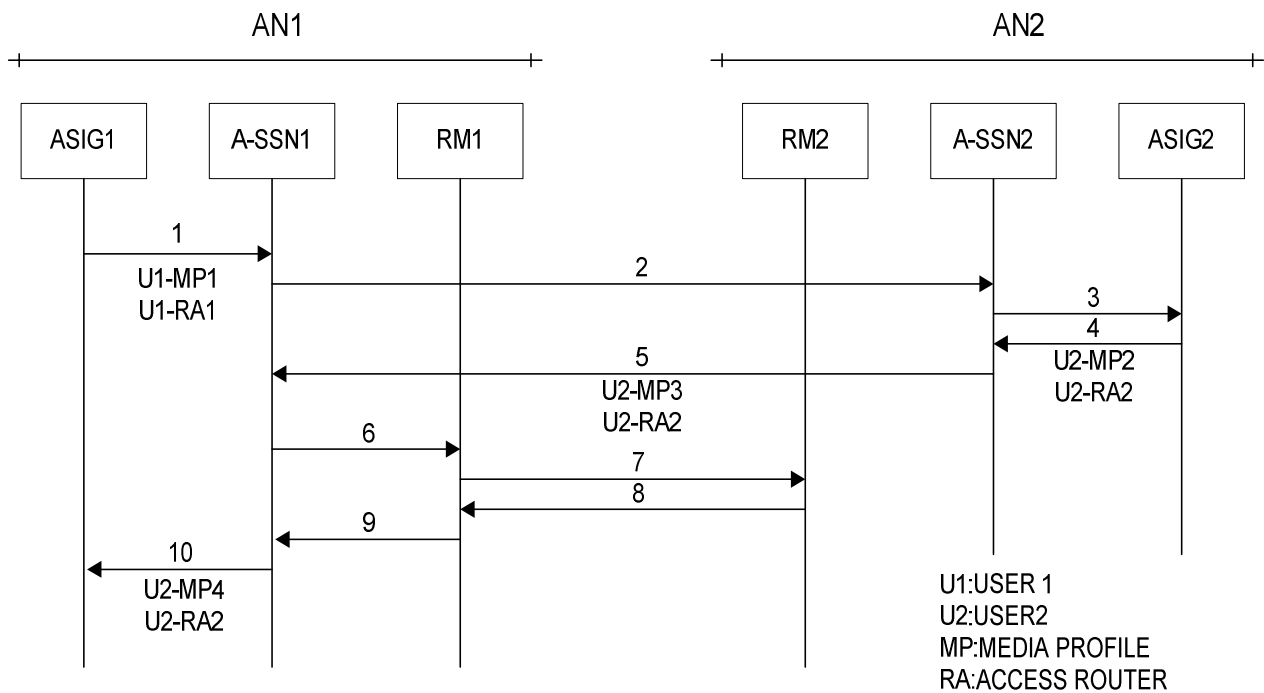 AN1
AN2
ASIG1
A-SSN1
RM1
RM2
A-SSN2
ASIG2
1
U1-MP1
U1-RA1
2
3
4
U2-MP2
U2-RA2
5
U2-MP3
U2-RA2
6
7
8
9
10
U2-MP4
U2-RA2
U1:USER 1
U2:USER2
MP:MEDIA PROFILE
RA:ACCESS ROUTER